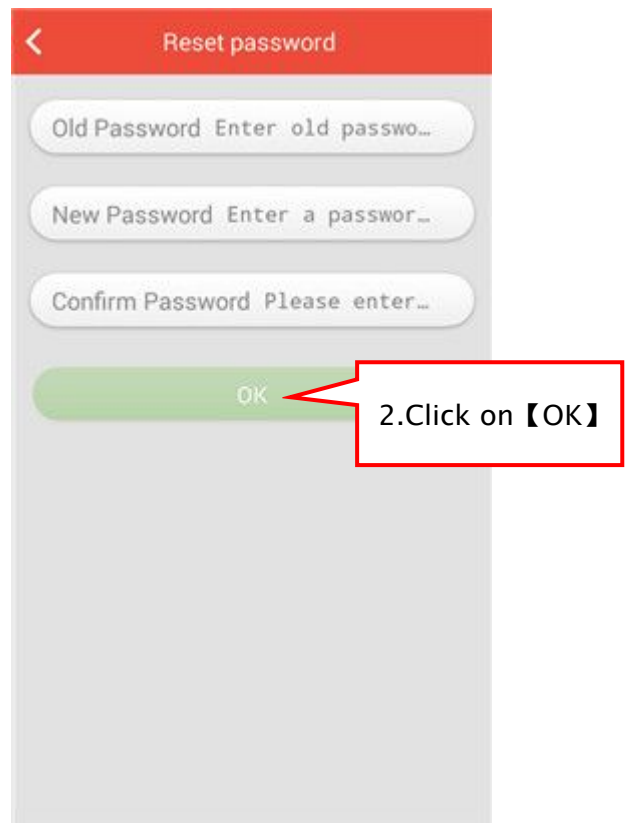 Reset password
Old Password Enter old passwo…
New Password Enter a passwor…
Confirm Password Please enter…
OK
2.Click on【OK】